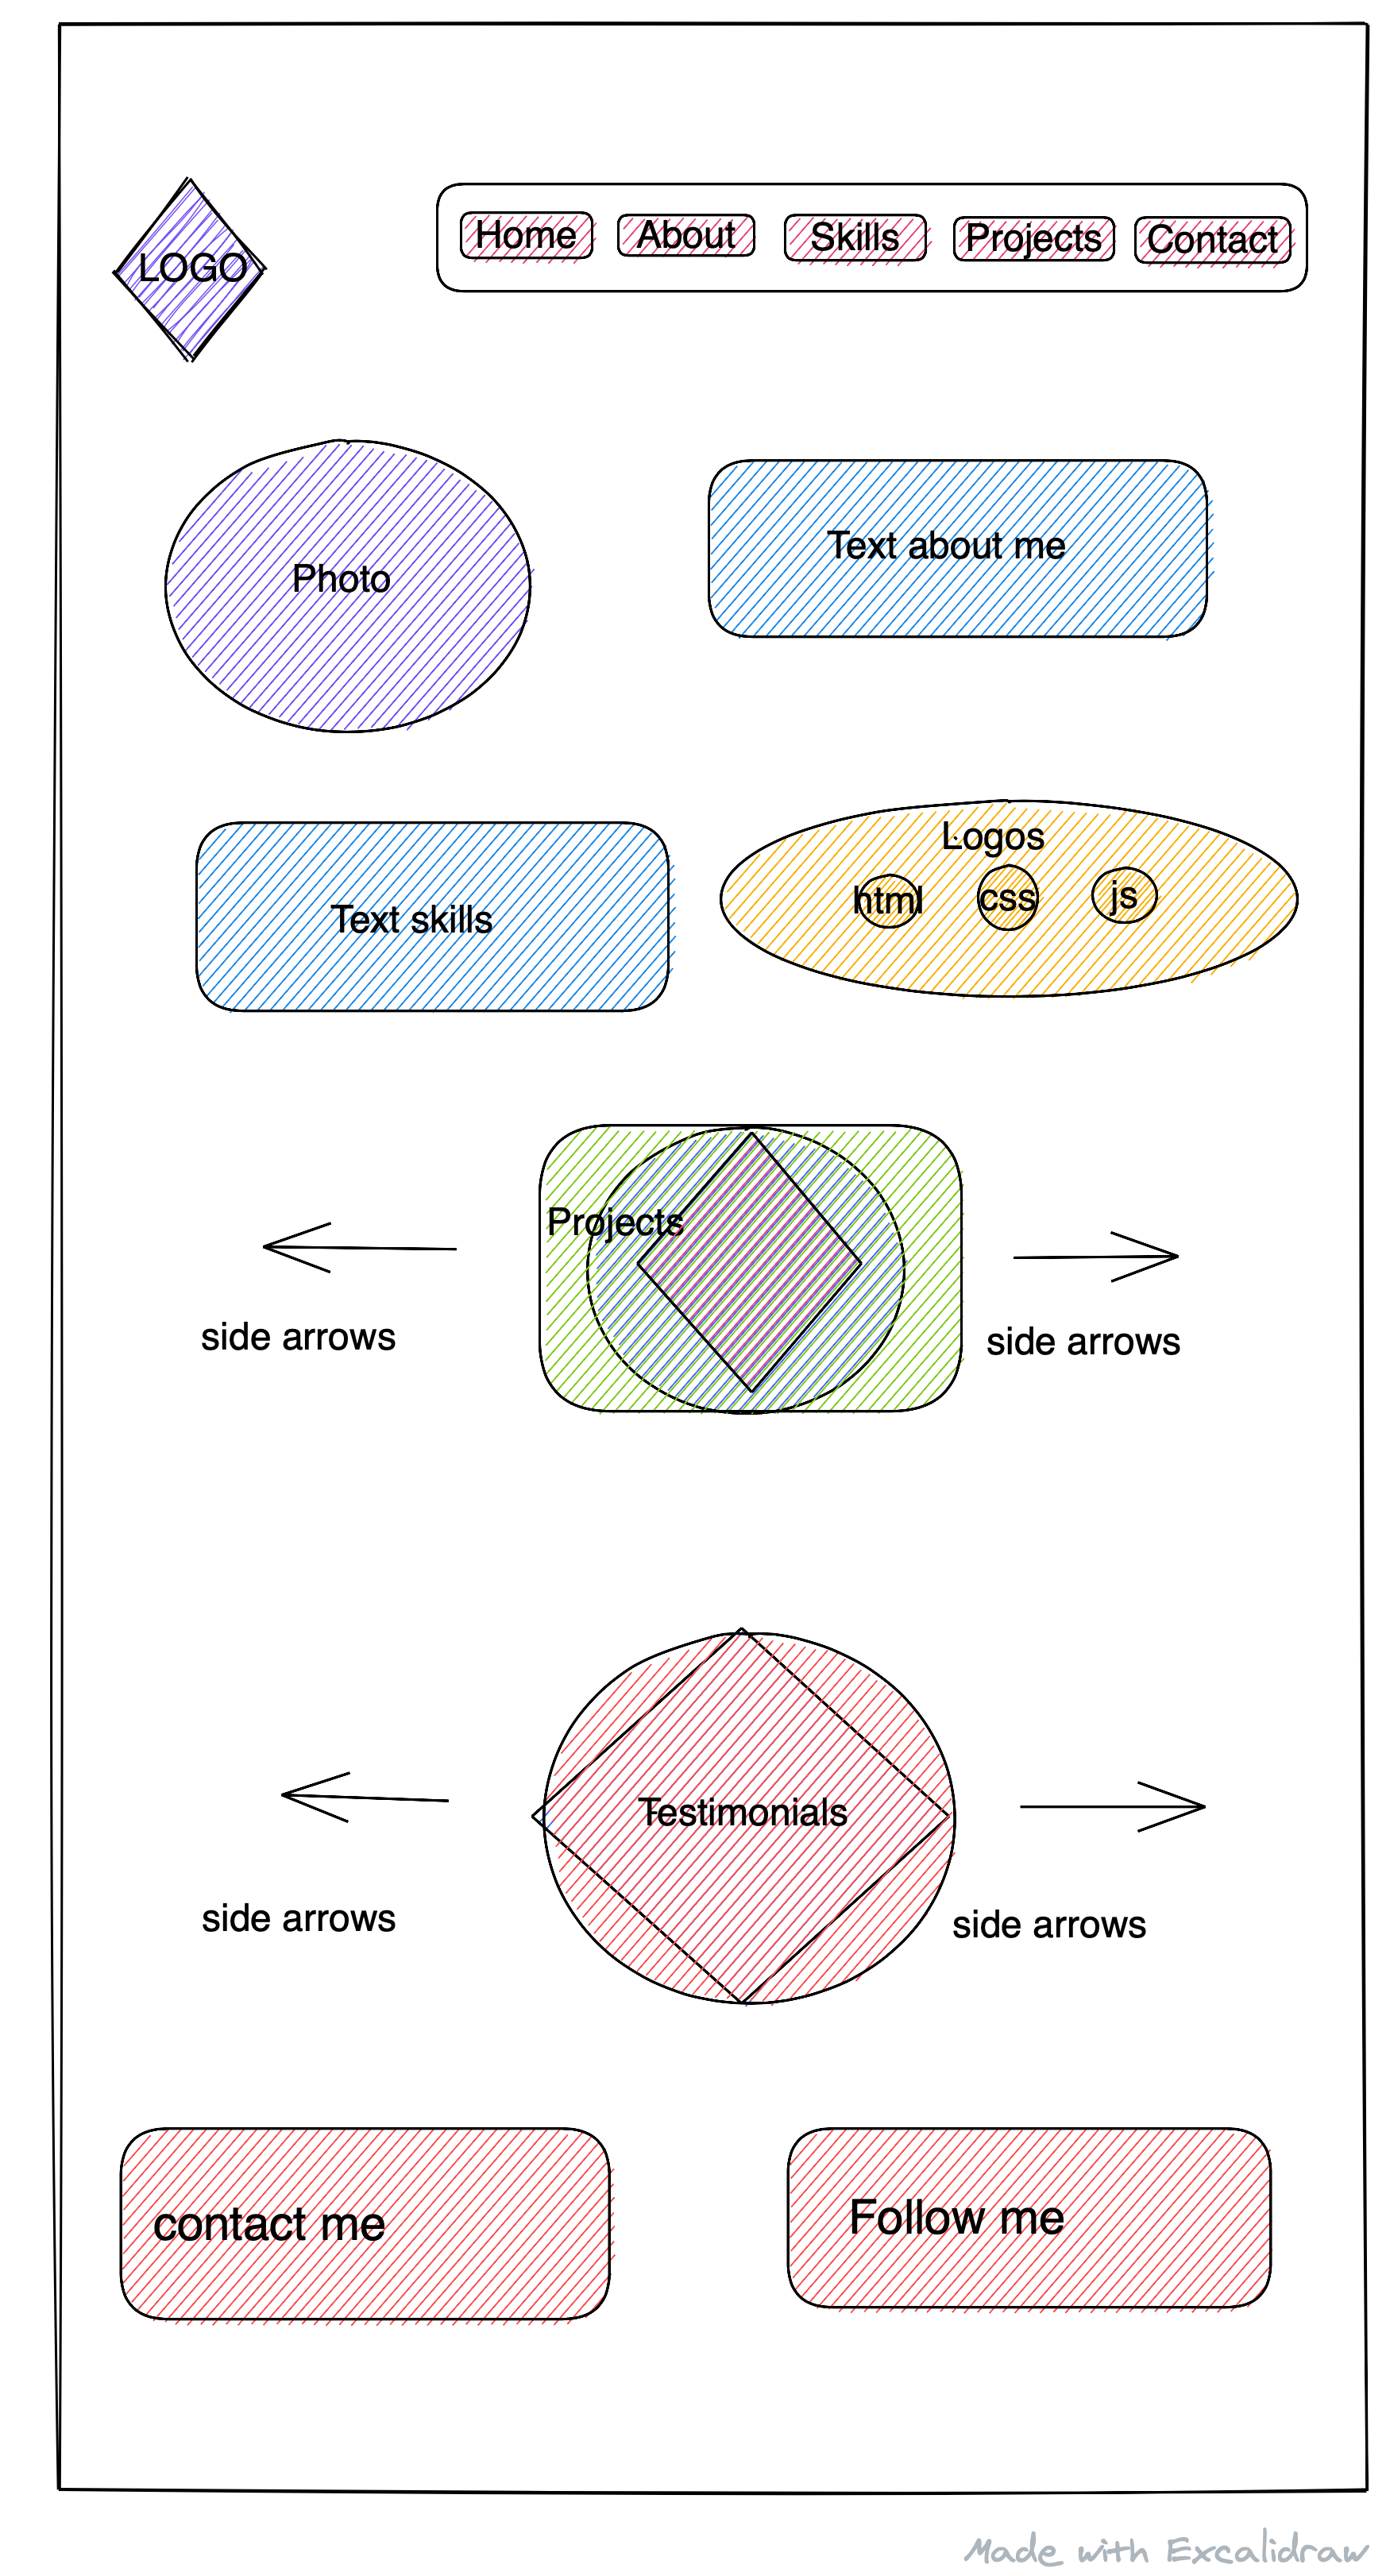 LOGO
Home About Skills Projects Contact
Photo
Text about me
Text skills
Logos
html css js
Projects
side arrows
side arrows
Testimonials
side arrows
side arrows
contact me
Follow me
Made with Excalidraw